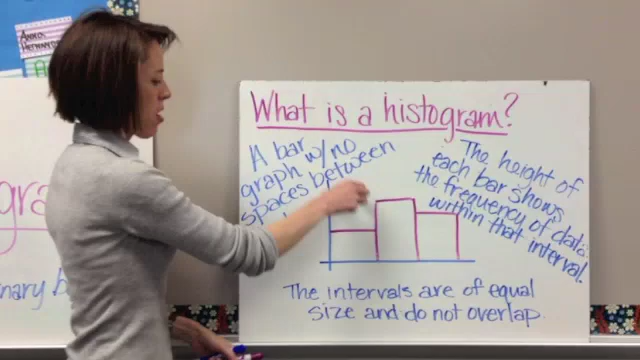 What is a histogram?
A bar
graph w/ no
spaces between
The height of
each bar shows
the frequency of data
within that interval.
The intervals are of equal
size and do not overlap.